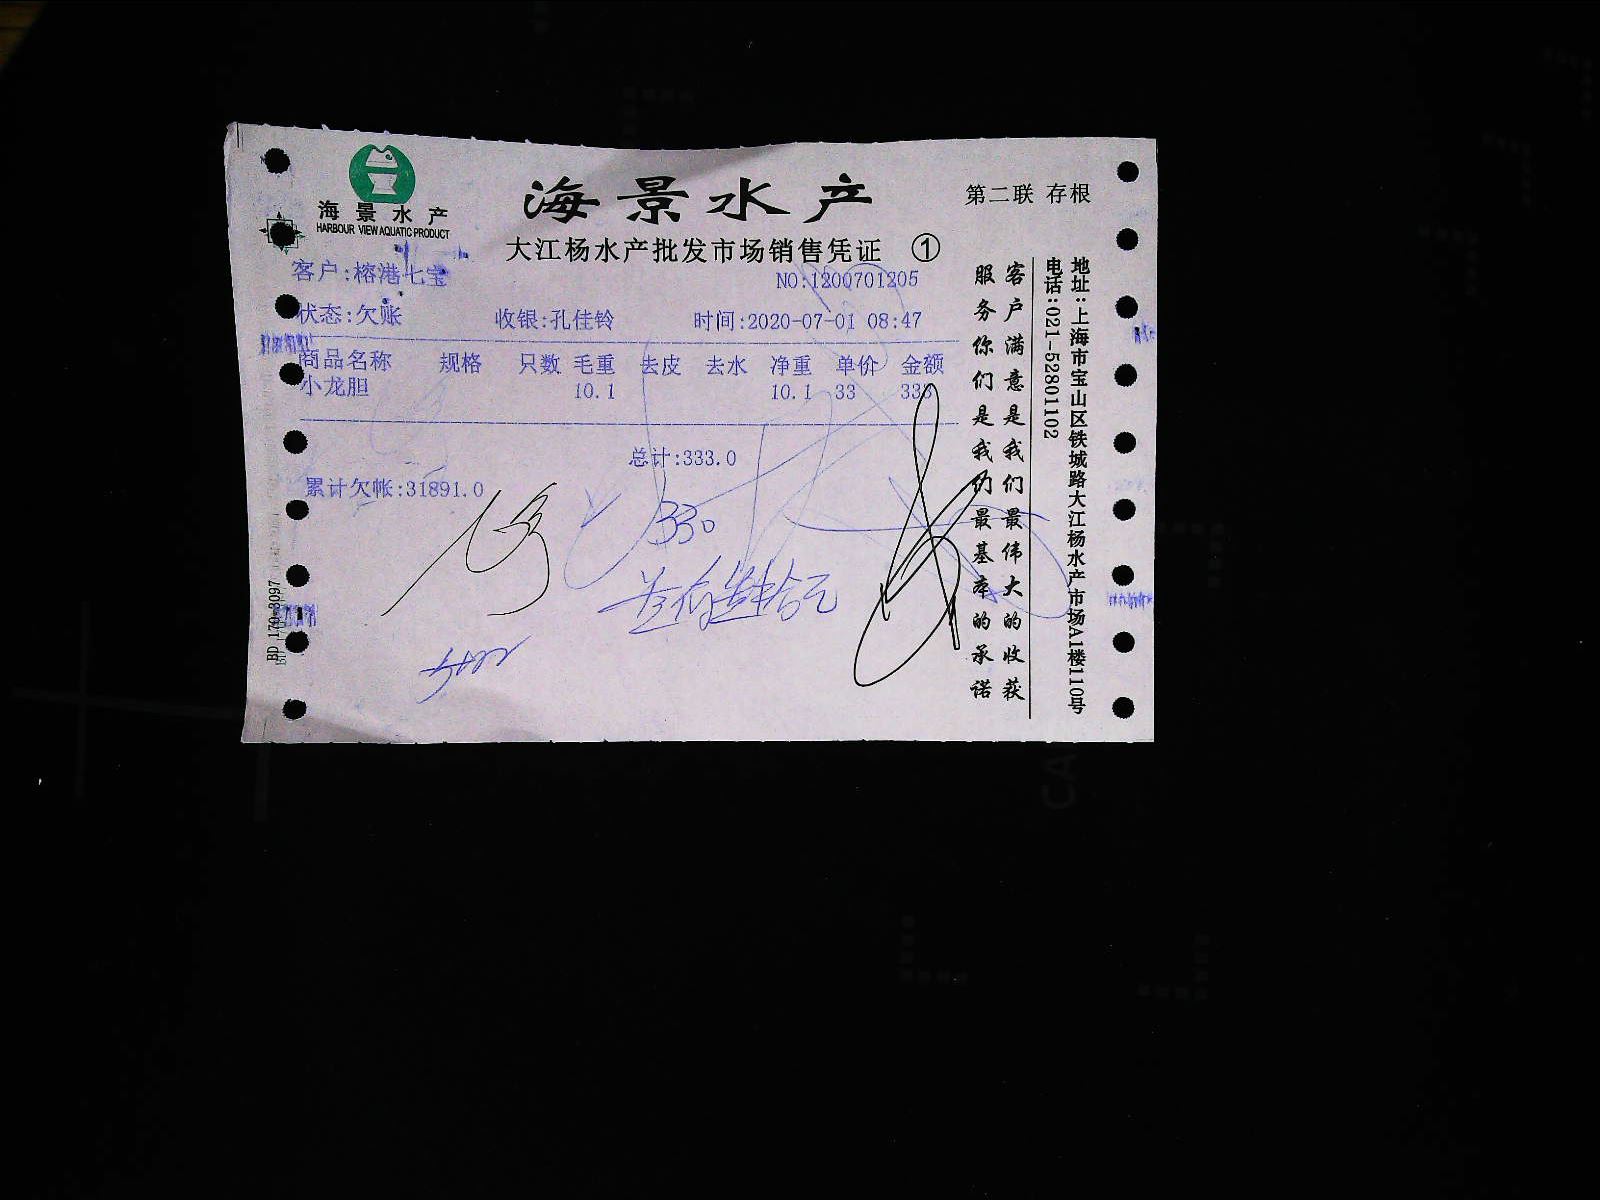 海景水产
HARBOUR VIEW AQUATIC PRODUCT
海景水产
第二联 存根
大江杨水产批发市场销售凭证 ①
客户:榕港七宝
NO:1200701205
状态:欠账 收银:孔佳铃 时间:2020-07-01 08:47
商品名称 规格 只数 毛重 去皮 去水 净重 单价 金额
小龙胆 10.1 10.1 33 333
总计:333.0
累计欠帐:31891.0
330
客户满意是我们最伟大的收获
服务你们是我们最基本的承诺
地址:上海市宝山区铁城路大江杨水产市场A1楼110号
电话:021-52801102